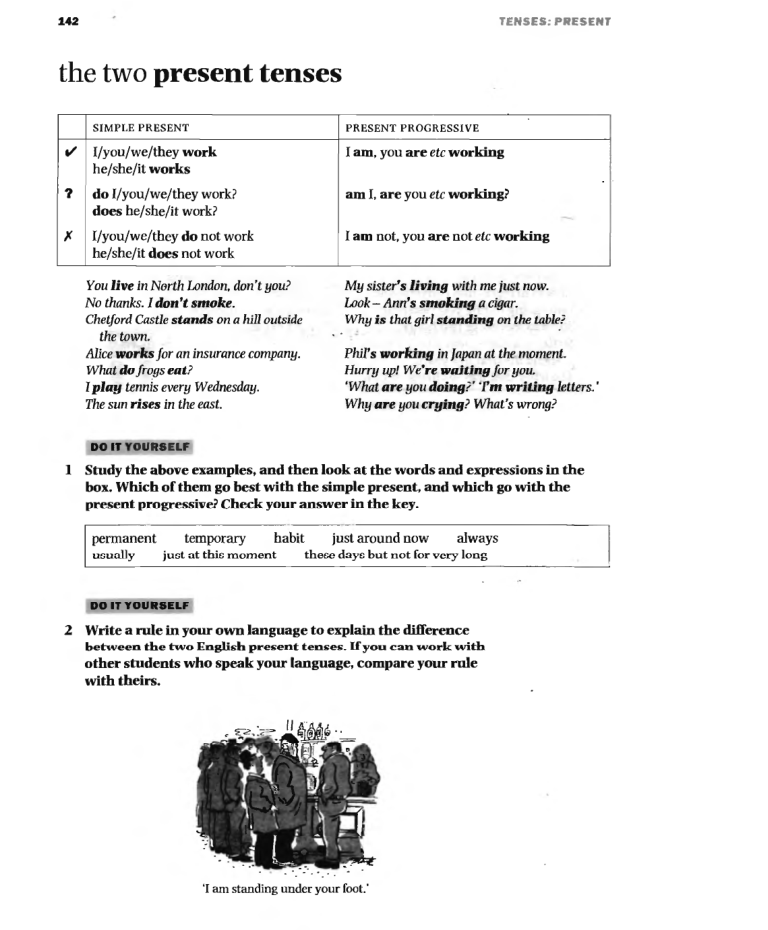 142
TENSES: PRESENT
the two present tenses
SIMPLE PRESENT
PRESENT PROGRESSIVE
✔ I/you/we/they work
he/she/it works
I am, you are etc working
? do I/you/we/they work?
does he/she/it work?
am I, are you etc working?
✗ I/you/we/they do not work
he/she/it does not work
I am not, you are not etc working
You live in North London, don't you?
No thanks. I don't smoke.
Chetford Castle stands on a hill outside
the town.
Alice works for an insurance company.
What do frogs eat?
I play tennis every Wednesday.
The sun rises in the east.
My sister's living with me just now.
Look – Ann's smoking a cigar.
Why is that girl standing on the table?
Phil's working in Japan at the moment.
Hurry up! We're waiting for you.
'What are you doing?' 'I'm writing letters.'
Why are you crying? What's wrong?
DO IT YOURSELF
1 Study the above examples, and then look at the words and expressions in the
box. Which of them go best with the simple present, and which go with the
present progressive? Check your answer in the key.
permanent temporary habit just around now always
usually just at this moment these days but not for very long
DO IT YOURSELF
2 Write a rule in your own language to explain the difference
between the two English present tenses. If you can work with
other students who speak your language, compare your rule
with theirs.
'I am standing under your foot.'